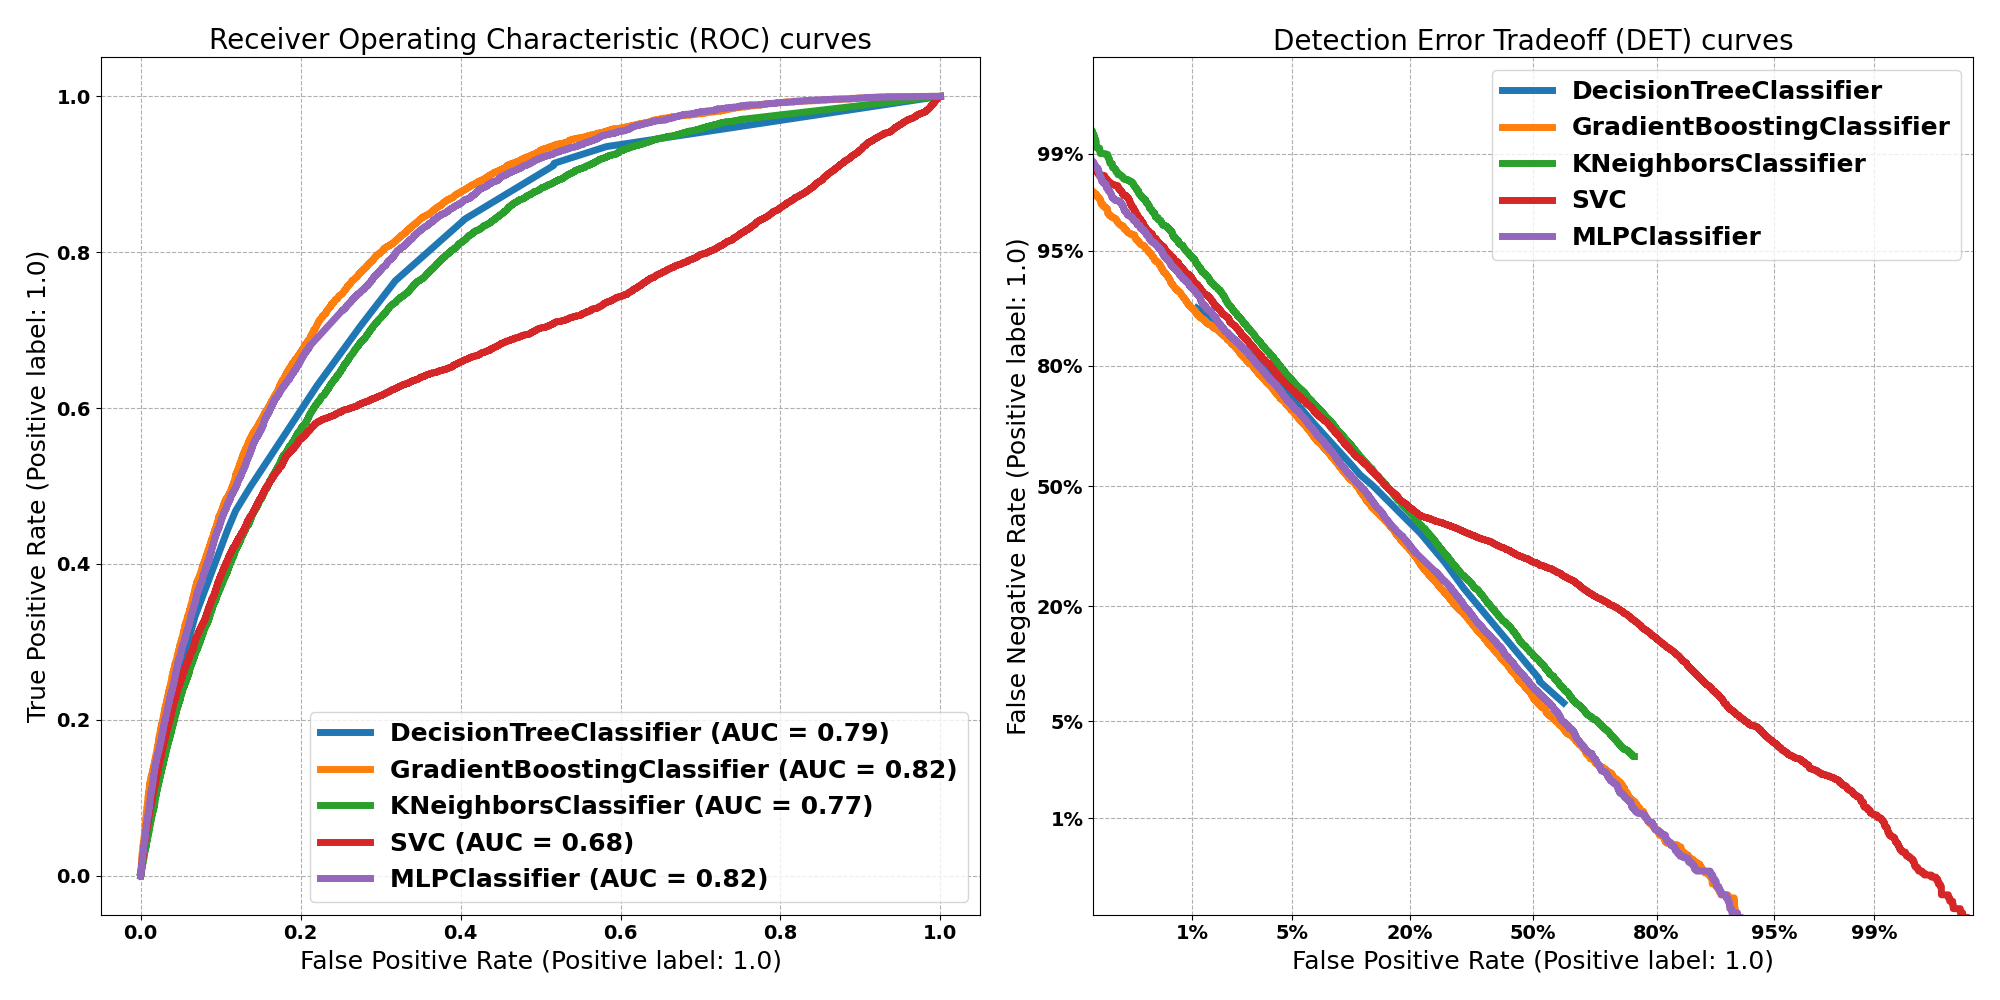 Receiver Operating Characteristic (ROC) curves
True Positive Rate (Positive label: 1.0)
1.0
0.8
0.6
0.4
0.2
0.0
DecisionTreeClassifier (AUC = 0.79)
GradientBoostingClassifier (AUC = 0.82)
KNeighborsClassifier (AUC = 0.77)
SVC (AUC = 0.68)
MLPClassifier (AUC = 0.82)
0.0 0.2 0.4 0.6 0.8 1.0
False Positive Rate (Positive label: 1.0)
Detection Error Tradeoff (DET) curves
False Negative Rate (Positive label: 1.0)
99%
95%
80%
50%
20%
5%
1%
DecisionTreeClassifier
GradientBoostingClassifier
KNeighborsClassifier
SVC
MLPClassifier
1% 5% 20% 50% 80% 95% 99%
False Positive Rate (Positive label: 1.0)